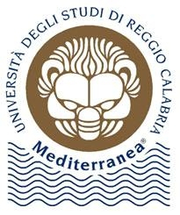 UNIVERSITÀ DEGLI STUDI DI REGGIO CALABRIA
Mediterranea®